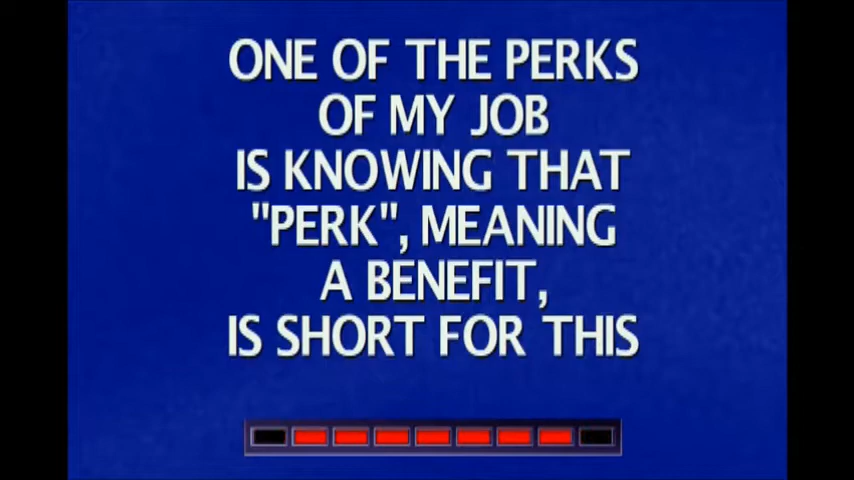 ONE OF THE PERKS
OF MY JOB
IS KNOWING THAT
"PERK", MEANING
A BENEFIT,
IS SHORT FOR THIS